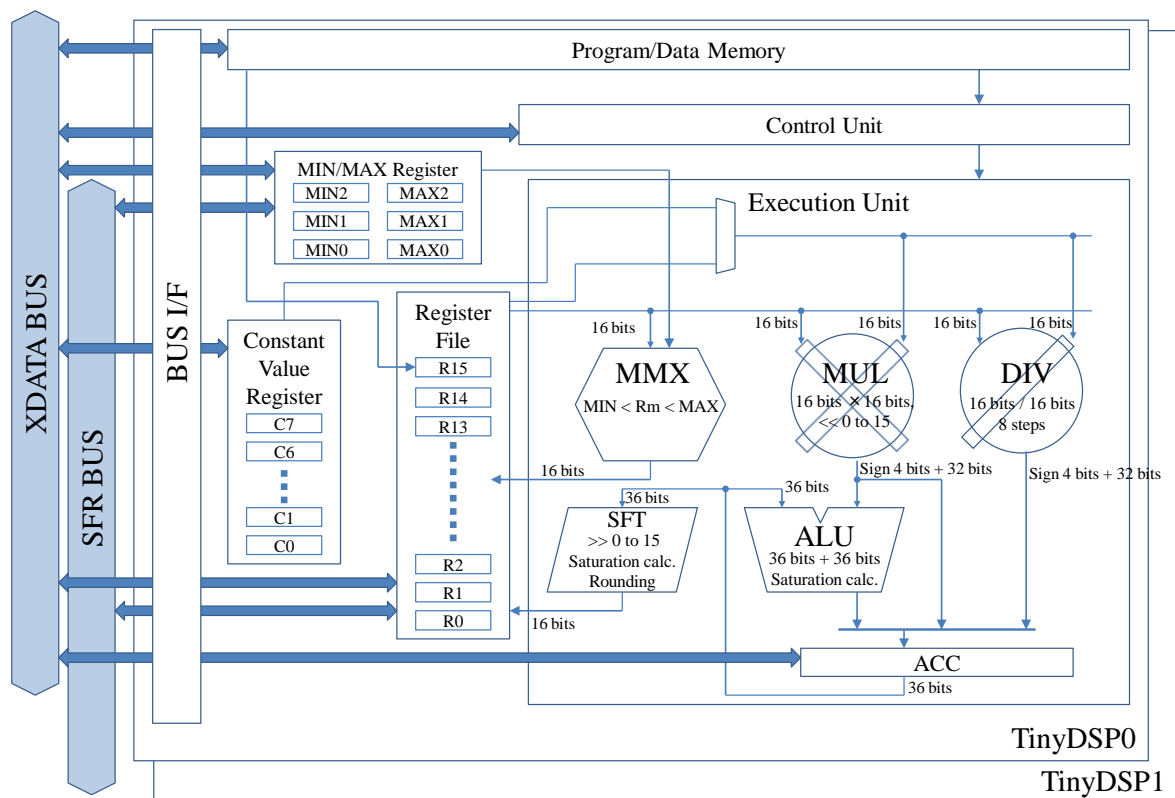 Program/Data Memory
Control Unit
MIN/MAX Register
MIN2
MAX2
MIN1
MAX1
MIN0
MAX0
Execution Unit
XDATA BUS
SFR BUS
BUS I/F
Constant
Value
Register
C7
C6
C1
C0
Register
File
R15
R14
R13
R2
R1
R0
16 bits
16 bits
16 bits
16 bits
16 bits
MMX
MIN < Rm < MAX
MUL
16 bits × 16 bits,
<< 0 to 15
DIV
16 bits / 16 bits
8 steps
16 bits
Sign 4 bits + 32 bits
Sign 4 bits + 32 bits
36 bits
36 bits
SFT
>> 0 to 15
Saturation calc.
Rounding
ALU
36 bits + 36 bits
Saturation calc.
16 bits
ACC
36 bits
TinyDSP0
TinyDSP1